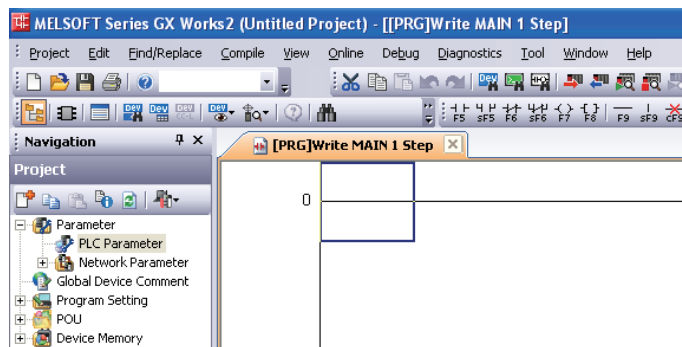 MELSOFT Series GX Works2 (Untitled Project) - [[PRG]Write MAIN 1 Step]
Project Edit Find/Replace Compile View Online Debug Diagnostics Tool Window Help
F5 sF5 F6 sF6 F7 F8 F9 sF9
Navigation
[PRG]Write MAIN 1 Step
Project
0
Parameter
PLC Parameter
Network Parameter
Global Device Comment
Program Setting
POU
Device Memory